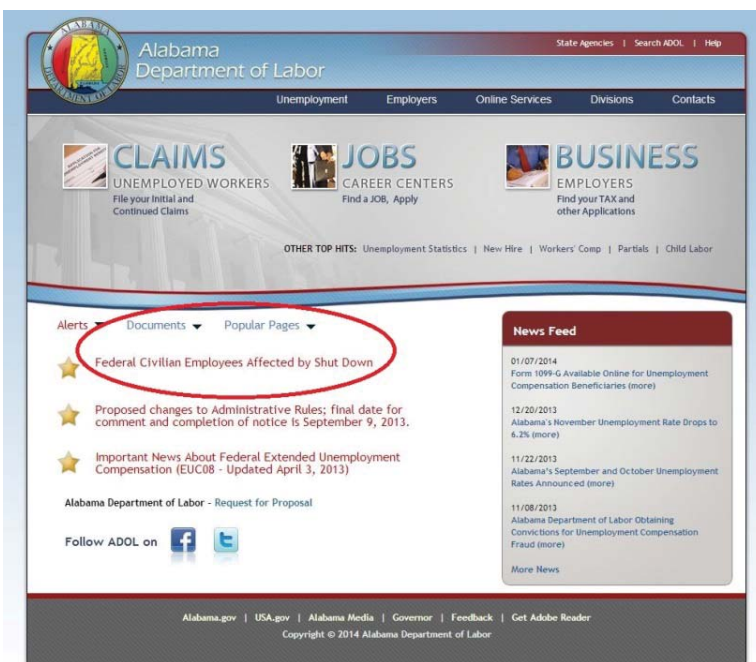 ALABAMA
DEPARTMENT OF LABOR
Alabama
Department of Labor
State Agencies | Search ADOL | Help
Unemployment Employers Online Services Divisions Contacts
CLAIMS
UNEMPLOYED WORKERS
File your Initial and
Continued Claims
JOBS
CAREER CENTERS
Find a JOB, Apply
BUSINESS
EMPLOYERS
Find your TAX and
other Applications
OTHER TOP HITS: Unemployment Statistics | New Hire | Workers' Comp | Partials | Child Labor
Alerts Documents Popular Pages
Federal Civilian Employees Affected by Shut Down
Proposed changes to Administrative Rules; final date for
comment and completion of notice is September 9, 2013.
Important News About Federal Extended Unemployment
Compensation (EUC08 - Updated April 3, 2013)
Alabama Department of Labor - Request for Proposal
Follow ADOL on
News Feed
01/07/2014
Form 1099-G Available Online for Unemployment
Compensation Beneficiaries (more)
12/20/2013
Alabama's November Unemployment Rate Drops to
6.2% (more)
11/22/2013
Alabama's September and October Unemployment
Rates Announced (more)
11/08/2013
Alabama Department of Labor Obtaining
Convictions for Unemployment Compensation
Fraud (more)
More News
Alabama.gov | USA.gov | Alabama Media | Governor | Feedback | Get Adobe Reader
Copyright © 2014 Alabama Department of Labor